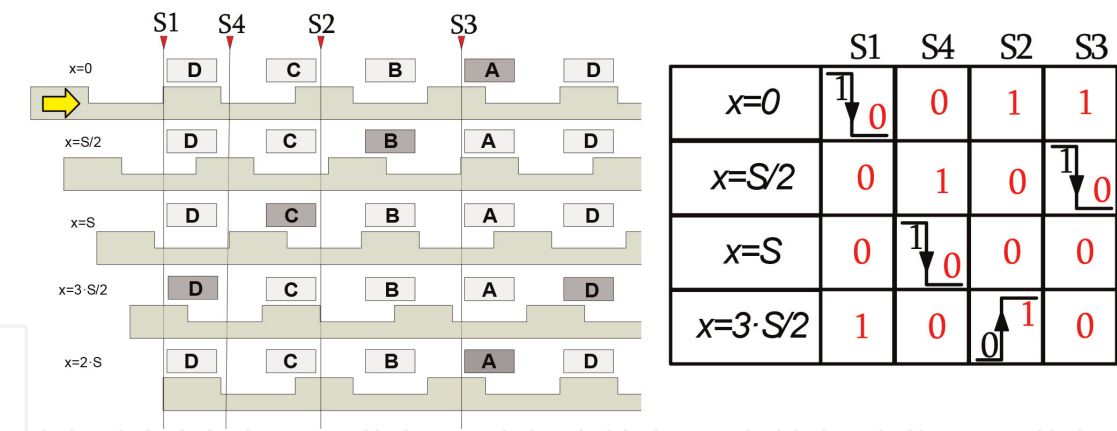 S1 S4 S2 S3
x=0 D C B A D
x=S/2 D C B A D
x=S D C B A D
x=3·S/2 D C B A D
x=2·S D C B A D
S1 S4 S2 S3
x=0 1 0 0 1 1
x=S/2 0 1 0 1 0
x=S 0 1 0 0 0
x=3·S/2 1 0 0 1 0